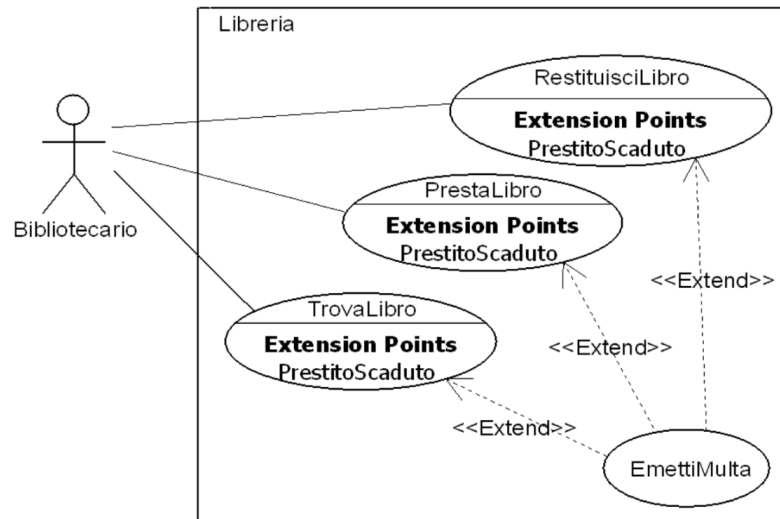 Libreria
RestituisciLibro
Extension Points
PrestitoScaduto
PrestaLibro
Extension Points
PrestitoScaduto
Bibliotecario
<<Extend>>
TrovaLibro
Extension Points
PrestitoScaduto
<<Extend>>
<<Extend>>
EmettiMulta